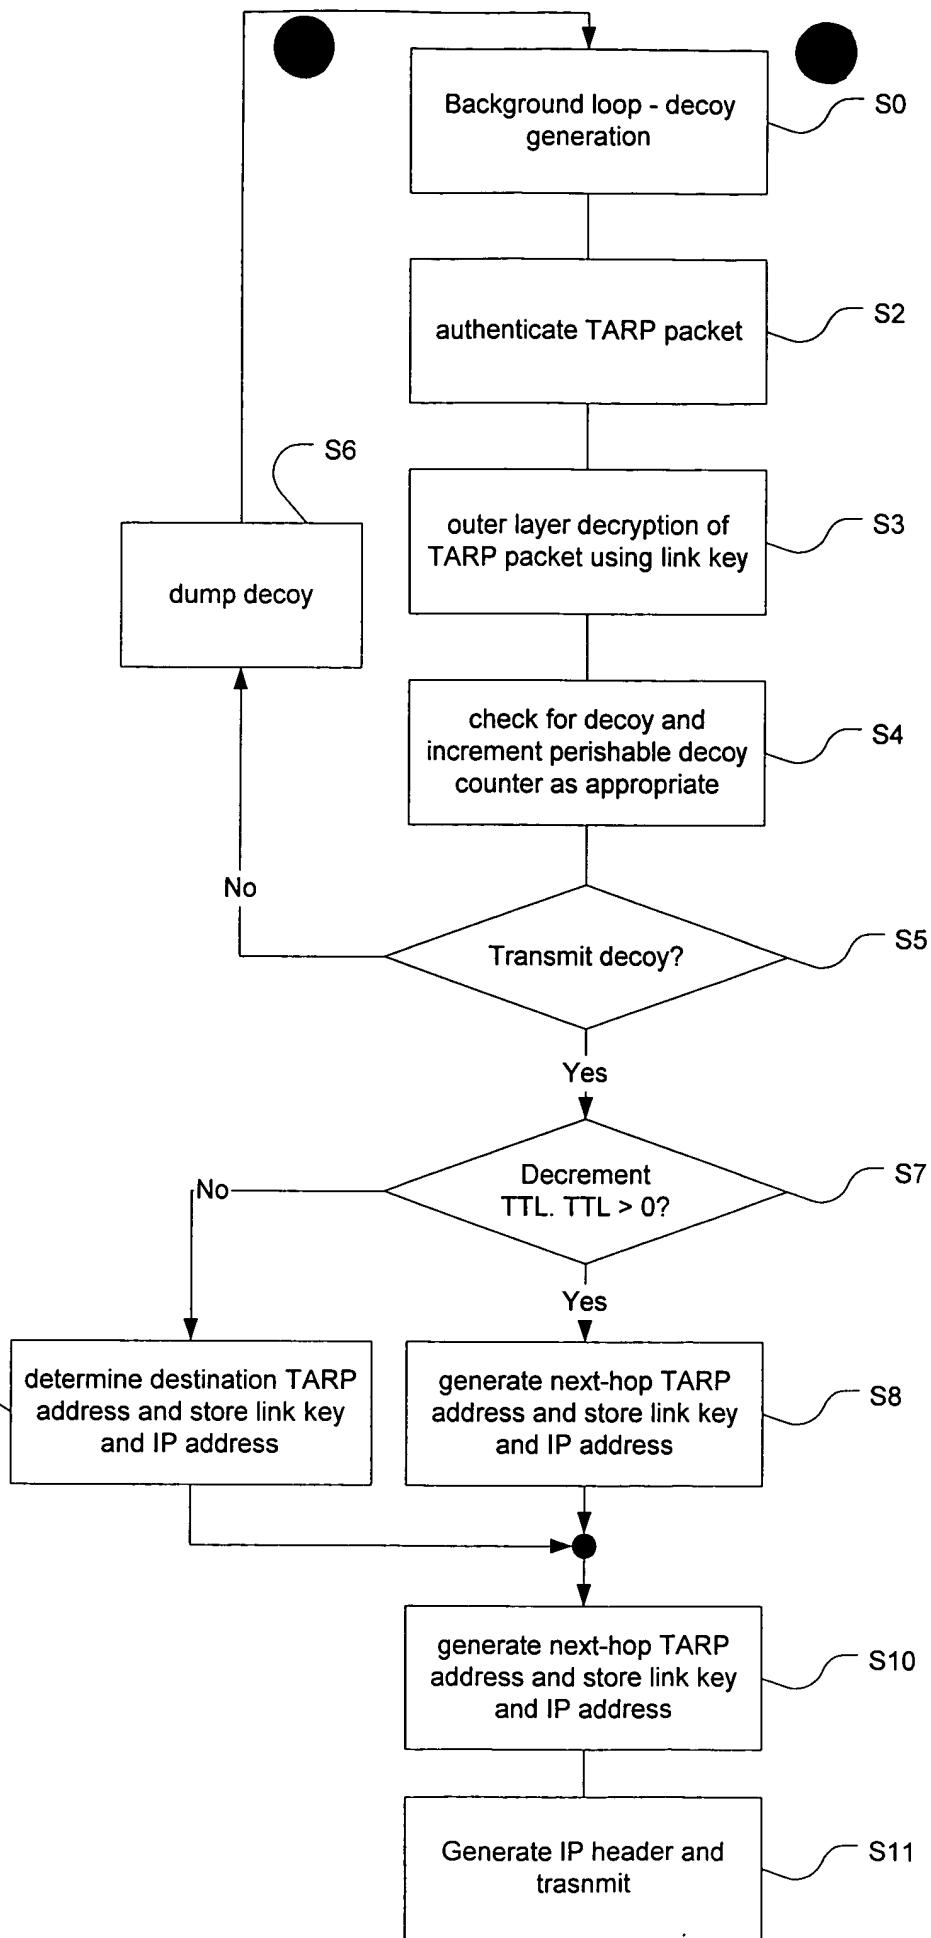 Background loop - decoy
generation
S0
authenticate TARP packet
S2
S6
outer layer decryption of
TARP packet using link key
S3
dump decoy
check for decoy and
increment perishable decoy
counter as appropriate
S4
No
Transmit decoy?
S5
Yes
Decrement
TTL. TTL > 0?
S7
No
Yes
determine destination TARP
address and store link key
and IP address
generate next-hop TARP
address and store link key
and IP address
S8
generate next-hop TARP
address and store link key
and IP address
S10
Generate IP header and
trasnmit
S11